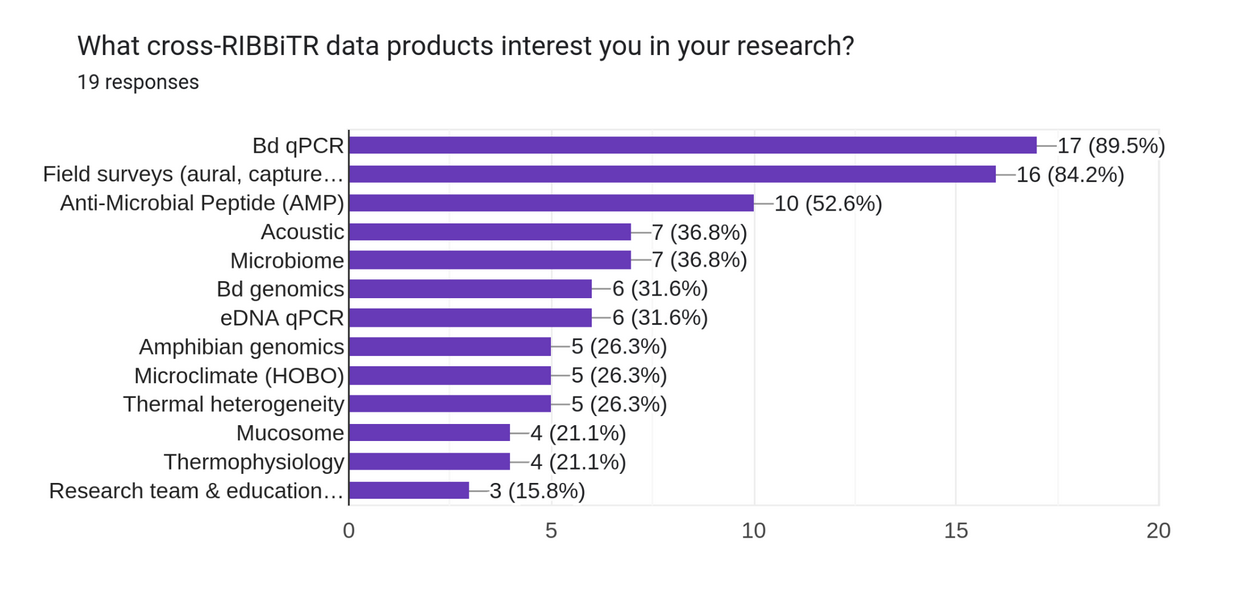 What cross-RIBBiTR data products interest you in your research?
19 responses
Bd qPCR 17 (89.5%)
Field surveys (aural, capture… 16 (84.2%)
Anti-Microbial Peptide (AMP) 10 (52.6%)
Acoustic 7 (36.8%)
Microbiome 7 (36.8%)
Bd genomics 6 (31.6%)
eDNA qPCR 6 (31.6%)
Amphibian genomics 5 (26.3%)
Microclimate (HOBO) 5 (26.3%)
Thermal heterogeneity 5 (26.3%)
Mucosome 4 (21.1%)
Thermophysiology 4 (21.1%)
Research team & education… 3 (15.8%)
0 5 10 15 20